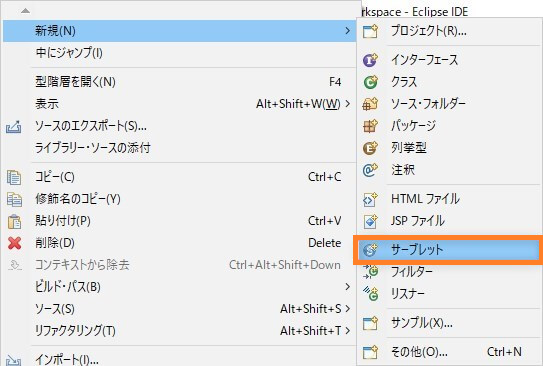 rkspace - Eclipse IDE
新規(N)
中にジャンプ(I)
型階層を開く(N) F4
表示 Alt+Shift+W(W)
ソースのエクスポート(S)...
ライブラリー・ソースの添付
コピー(C) Ctrl+C
修飾名のコピー(Y)
貼り付け(P) Ctrl+V
削除(D) Delete
コンテキストから除去 Ctrl+Alt+Shift+Down
ビルド・パス(B)
ソース(S) Alt+Shift+S
リファクタリング(T) Alt+Shift+T
インポート(I)...
プロジェクト(R)...
インターフェース
クラス
ソース・フォルダー
パッケージ
列挙型
注釈
HTML ファイル
JSP ファイル
サーブレット
フィルター
リスナー
サンプル(X)...
その他(O)... Ctrl+N